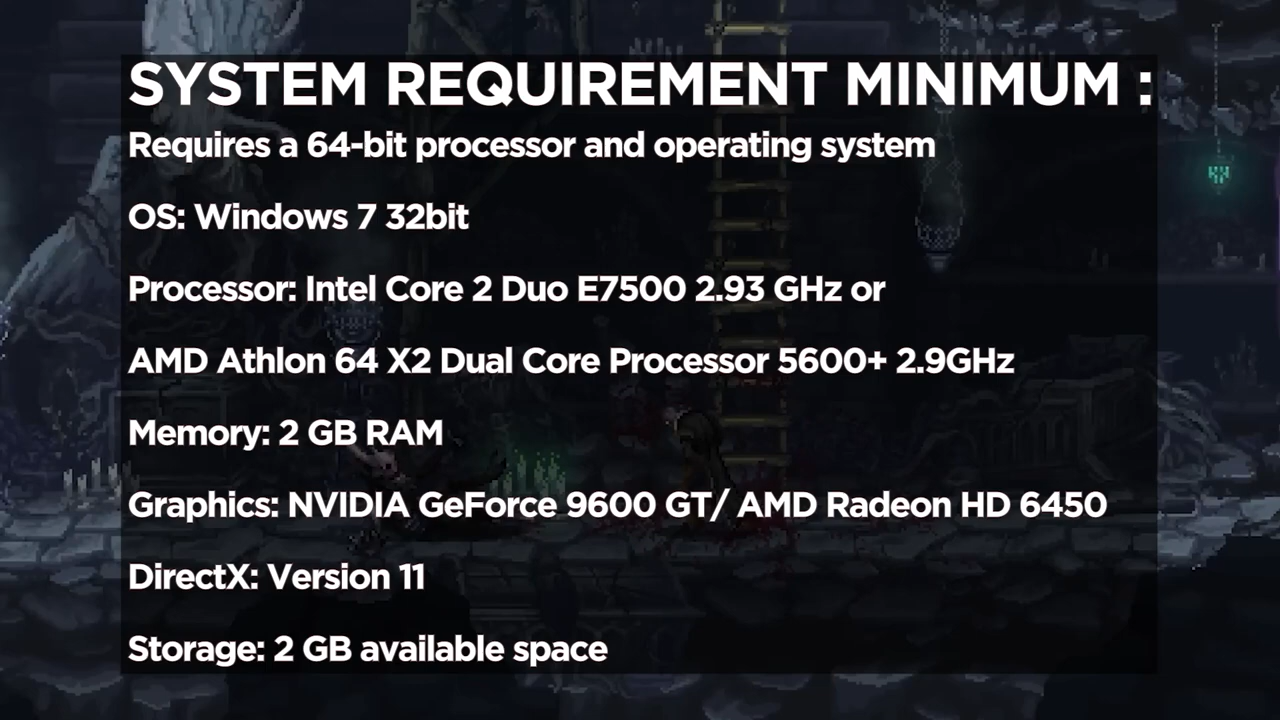 SYSTEM REQUIREMENT MINIMUM :
Requires a 64-bit processor and operating system
OS: Windows 7 32bit
Processor: Intel Core 2 Duo E7500 2.93 GHz or
AMD Athlon 64 X2 Dual Core Processor 5600+ 2.9GHz
Memory: 2 GB RAM
Graphics: NVIDIA GeForce 9600 GT/ AMD Radeon HD 6450
DirectX: Version 11
Storage: 2 GB available space